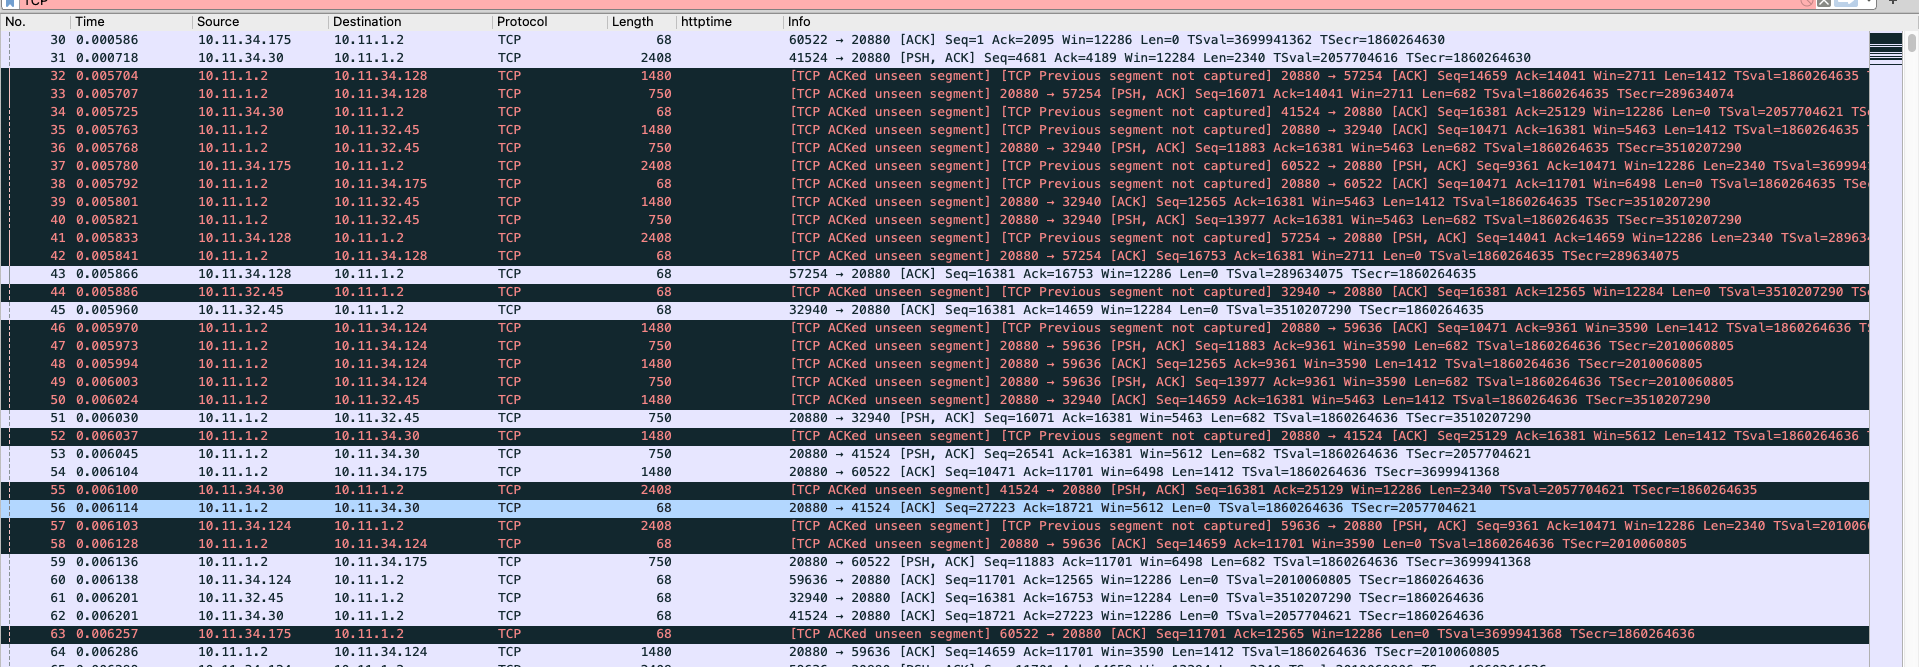 TCP
No. Time Source Destination Protocol Length httptime Info
30 0.000586 10.11.34.175 10.11.1.2 TCP 68 60522 → 20880 [ACK] Seq=1 Ack=2095 Win=12286 Len=0 TSval=3699941362 TSecr=1860264630
31 0.000718 10.11.34.30 10.11.1.2 TCP 2408 41524 → 20880 [PSH, ACK] Seq=4681 Ack=4189 Win=12284 Len=2340 TSval=2057704616 TSecr=1860264630
32 0.005704 10.11.1.2 10.11.34.128 TCP 1480 [TCP ACKed unseen segment] [TCP Previous segment not captured] 20880 → 57254 [ACK] Seq=14659 Ack=14041 Win=2711 Len=1412 TSval=1860264635
33 0.005707 10.11.1.2 10.11.34.128 TCP 750 [TCP ACKed unseen segment] 20880 → 57254 [PSH, ACK] Seq=16071 Ack=14041 Win=2711 Len=682 TSval=1860264635 TSecr=289634074
34 0.005725 10.11.34.30 10.11.1.2 TCP 68 [TCP ACKed unseen segment] [TCP Previous segment not captured] 41524 → 20880 [ACK] Seq=16381 Ack=25129 Win=12286 Len=0 TSval=2057704621 TS
35 0.005763 10.11.1.2 10.11.32.45 TCP 1480 [TCP ACKed unseen segment] [TCP Previous segment not captured] 20880 → 32940 [ACK] Seq=10471 Ack=16381 Win=5463 Len=1412 TSval=1860264635
36 0.005768 10.11.1.2 10.11.32.45 TCP 750 [TCP ACKed unseen segment] 20880 → 32940 [PSH, ACK] Seq=11883 Ack=16381 Win=5463 Len=682 TSval=1860264635 TSecr=3510207290
37 0.005780 10.11.34.175 10.11.1.2 TCP 2408 [TCP ACKed unseen segment] [TCP Previous segment not captured] 60522 → 20880 [PSH, ACK] Seq=9361 Ack=10471 Win=12286 Len=2340 TSval=369994
38 0.005792 10.11.1.2 10.11.34.175 TCP 68 [TCP ACKed unseen segment] [TCP Previous segment not captured] 20880 → 60522 [ACK] Seq=10471 Ack=11701 Win=6498 Len=0 TSval=1860264635 TSe
39 0.005801 10.11.1.2 10.11.32.45 TCP 1480 [TCP ACKed unseen segment] 20880 → 32940 [ACK] Seq=12565 Ack=16381 Win=5463 Len=1412 TSval=1860264635 TSecr=3510207290
40 0.005821 10.11.1.2 10.11.32.45 TCP 750 [TCP ACKed unseen segment] 20880 → 32940 [PSH, ACK] Seq=13977 Ack=16381 Win=5463 Len=682 TSval=1860264635 TSecr=3510207290
41 0.005833 10.11.34.128 10.11.1.2 TCP 2408 [TCP ACKed unseen segment] [TCP Previous segment not captured] 57254 → 20880 [PSH, ACK] Seq=14041 Ack=14659 Win=12286 Len=2340 TSval=28963
42 0.005841 10.11.1.2 10.11.34.128 TCP 68 [TCP ACKed unseen segment] 20880 → 57254 [ACK] Seq=16753 Ack=16381 Win=2711 Len=0 TSval=1860264635 TSecr=289634075
43 0.005866 10.11.34.128 10.11.1.2 TCP 68 57254 → 20880 [ACK] Seq=16381 Ack=16753 Win=12286 Len=0 TSval=289634075 TSecr=1860264635
44 0.005886 10.11.32.45 10.11.1.2 TCP 68 [TCP ACKed unseen segment] [TCP Previous segment not captured] 32940 → 20880 [ACK] Seq=16381 Ack=12565 Win=12284 Len=0 TSval=3510207290 TS
45 0.005960 10.11.32.45 10.11.1.2 TCP 68 32940 → 20880 [ACK] Seq=16381 Ack=14659 Win=12284 Len=0 TSval=3510207290 TSecr=1860264635
46 0.005970 10.11.1.2 10.11.34.124 TCP 1480 [TCP ACKed unseen segment] [TCP Previous segment not captured] 20880 → 59636 [ACK] Seq=10471 Ack=9361 Win=3590 Len=1412 TSval=1860264636 T
47 0.005973 10.11.1.2 10.11.34.124 TCP 750 [TCP ACKed unseen segment] 20880 → 59636 [PSH, ACK] Seq=11883 Ack=9361 Win=3590 Len=682 TSval=1860264636 TSecr=2010060805
48 0.005994 10.11.1.2 10.11.34.124 TCP 1480 [TCP ACKed unseen segment] 20880 → 59636 [ACK] Seq=12565 Ack=9361 Win=3590 Len=1412 TSval=1860264636 TSecr=2010060805
49 0.006003 10.11.1.2 10.11.34.124 TCP 750 [TCP ACKed unseen segment] 20880 → 59636 [PSH, ACK] Seq=13977 Ack=9361 Win=3590 Len=682 TSval=1860264636 TSecr=2010060805
50 0.006024 10.11.1.2 10.11.32.45 TCP 1480 [TCP ACKed unseen segment] 20880 → 32940 [ACK] Seq=14659 Ack=16381 Win=5463 Len=1412 TSval=1860264636 TSecr=3510207290
51 0.006030 10.11.1.2 10.11.32.45 TCP 750 20880 → 32940 [PSH, ACK] Seq=16071 Ack=16381 Win=5463 Len=682 TSval=1860264636 TSecr=3510207290
52 0.006037 10.11.1.2 10.11.34.30 TCP 1480 [TCP ACKed unseen segment] [TCP Previous segment not captured] 20880 → 41524 [ACK] Seq=25129 Ack=16381 Win=5612 Len=1412 TSval=1860264636
53 0.006045 10.11.1.2 10.11.34.30 TCP 750 20880 → 41524 [PSH, ACK] Seq=26541 Ack=16381 Win=5612 Len=682 TSval=1860264636 TSecr=2057704621
54 0.006104 10.11.1.2 10.11.34.175 TCP 1480 20880 → 60522 [ACK] Seq=10471 Ack=11701 Win=6498 Len=1412 TSval=1860264636 TSecr=3699941368
55 0.006100 10.11.34.30 10.11.1.2 TCP 2408 [TCP ACKed unseen segment] 41524 → 20880 [PSH, ACK] Seq=16381 Ack=25129 Win=12286 Len=2340 TSval=2057704621 TSecr=1860264635
56 0.006114 10.11.1.2 10.11.34.30 TCP 68 20880 → 41524 [ACK] Seq=27223 Ack=18721 Win=5612 Len=0 TSval=1860264636 TSecr=2057704621
57 0.006103 10.11.34.124 10.11.1.2 TCP 2408 [TCP ACKed unseen segment] [TCP Previous segment not captured] 59636 → 20880 [PSH, ACK] Seq=9361 Ack=10471 Win=12286 Len=2340 TSval=201006
58 0.006128 10.11.1.2 10.11.34.124 TCP 68 [TCP ACKed unseen segment] 20880 → 59636 [ACK] Seq=14659 Ack=11701 Win=3590 Len=0 TSval=1860264636 TSecr=2010060805
59 0.006136 10.11.1.2 10.11.34.175 TCP 750 20880 → 60522 [PSH, ACK] Seq=11883 Ack=11701 Win=6498 Len=682 TSval=1860264636 TSecr=3699941368
60 0.006138 10.11.34.124 10.11.1.2 TCP 68 59636 → 20880 [ACK] Seq=11701 Ack=12565 Win=12286 Len=0 TSval=2010060805 TSecr=1860264636
61 0.006201 10.11.32.45 10.11.1.2 TCP 68 32940 → 20880 [ACK] Seq=16381 Ack=16753 Win=12284 Len=0 TSval=3510207290 TSecr=1860264636
62 0.006201 10.11.34.30 10.11.1.2 TCP 68 41524 → 20880 [ACK] Seq=18721 Ack=27223 Win=12286 Len=0 TSval=2057704621 TSecr=1860264636
63 0.006257 10.11.34.175 10.11.1.2 TCP 68 [TCP ACKed unseen segment] 60522 → 20880 [ACK] Seq=11701 Ack=12565 Win=12286 Len=0 TSval=3699941368 TSecr=1860264636
64 0.006286 10.11.1.2 10.11.34.124 TCP 1480 20880 → 59636 [ACK] Seq=14659 Ack=11701 Win=3590 Len=1412 TSval=1860264636 TSecr=2010060805